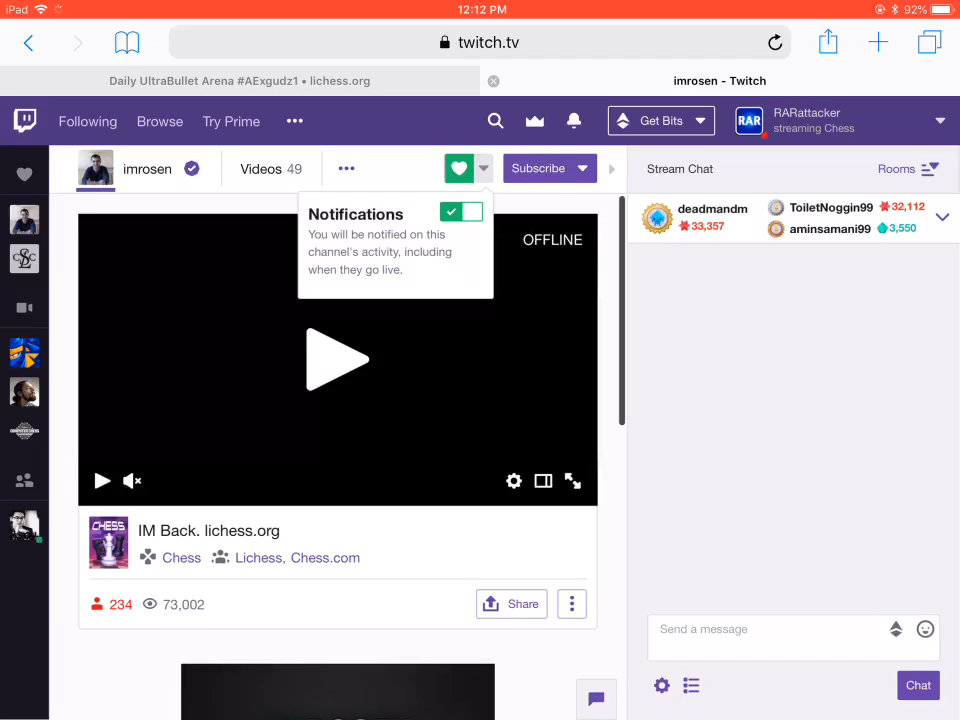 iPad
12:12 PM
92%
twitch.tv
Daily UltraBullet Arena #AExgudz1 • lichess.org
imrosen - Twitch
Following
Browse
Try Prime
•••
Get Bits
RAR
RARattacker
streaming Chess
imrosen
Videos 49
•••
Subscribe
Stream Chat
Rooms
Notifications
You will be notified on this
channel's activity, including
when they go live.
OFFLINE
deadmandm
33,357
ToiletNoggin99 32,112
aminsamani99 3,550
CHESS
IM Back. lichess.org
Chess
Lichess, Chess.com
234
73,002
Share
Send a message
Chat